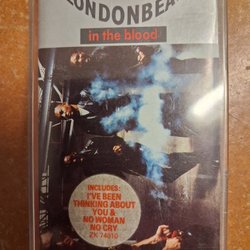 LONDONBEAT
in the blood
INCLUDES:
I'VE BEEN
THINKING ABOUT
YOU &
NO WOMAN
NO CRY
ZK 74810